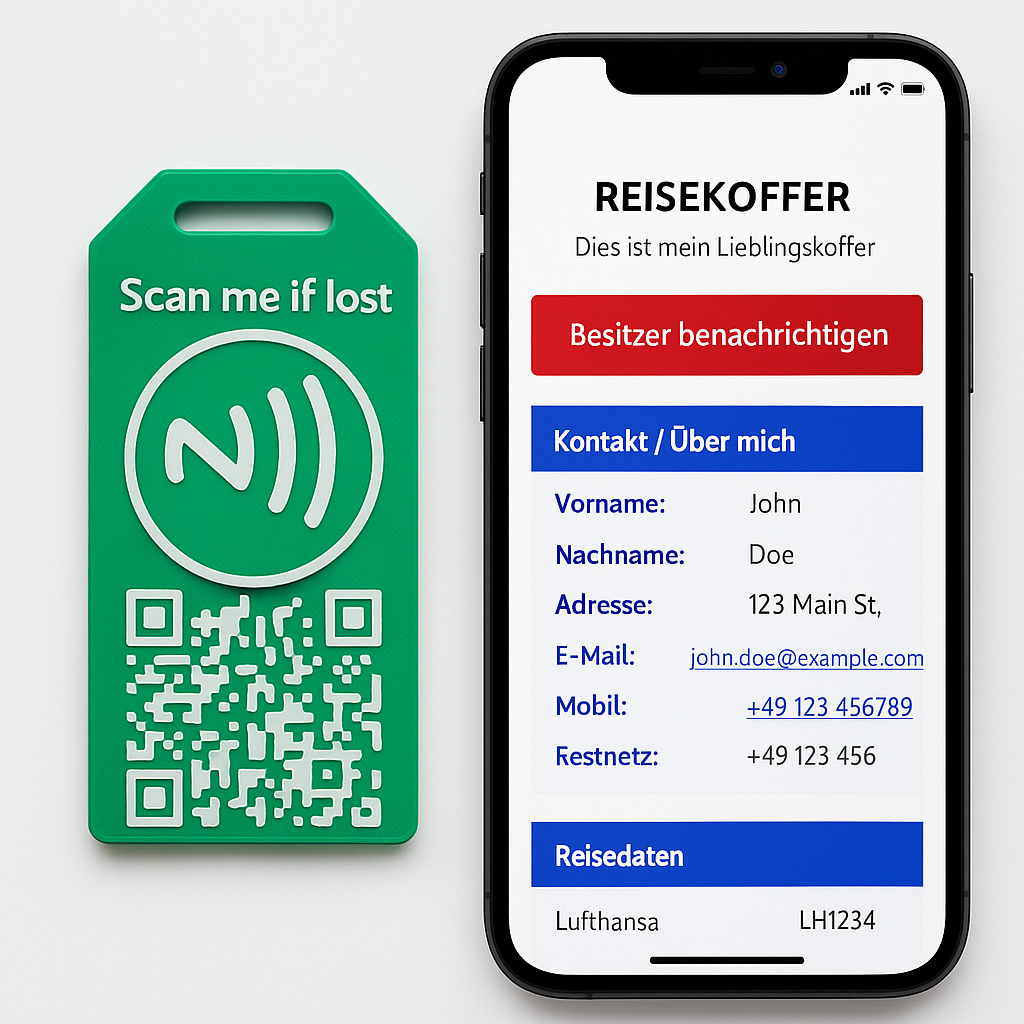 Scan me if lost
REISEKOFFER
Dies ist mein Lieblingskoffer
Besitzer benachrichtigen
Kontakt / Über mich
Vorname: John
Nachname: Doe
Adresse: 123 Main St,
E-Mail: john.doe@example.com
Mobil: +49 123 456789
Festnetz: +49 123 456
Reisedaten
Lufthansa LH1234